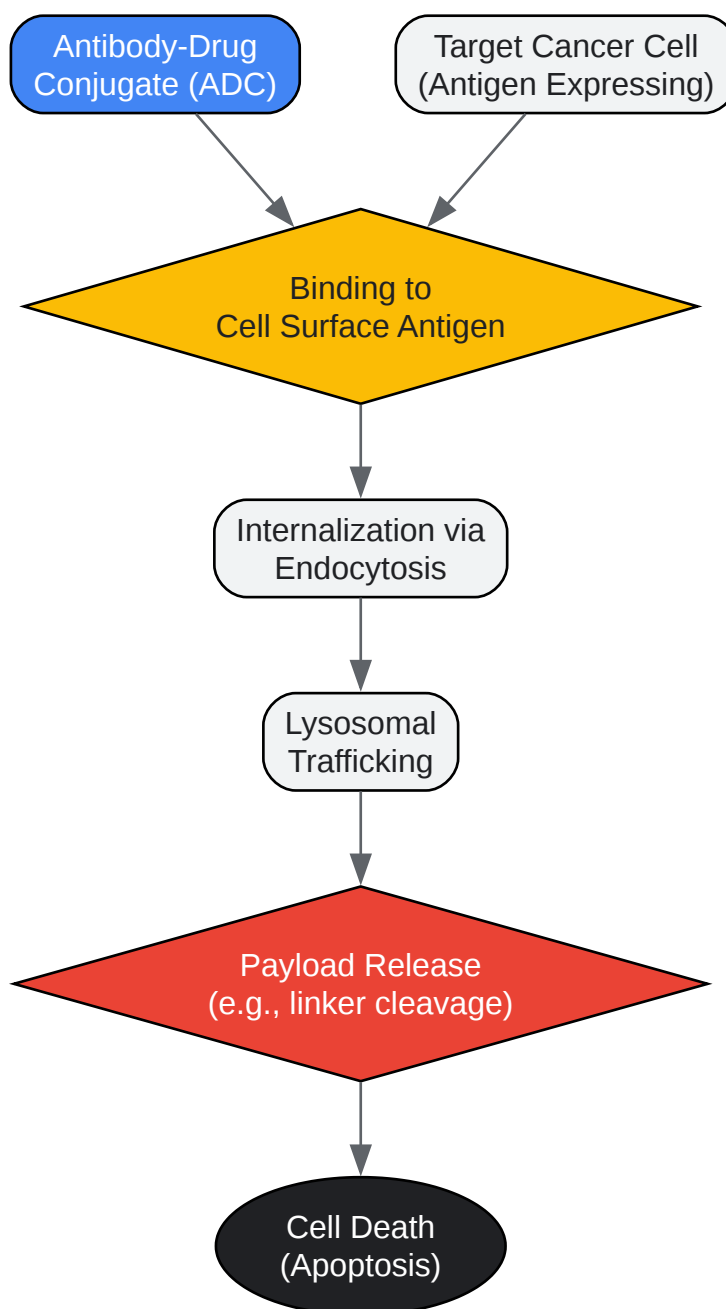 Antibody-Drug
Conjugate (ADC)
Target Cancer Cell
(Antigen Expressing)
Binding to
Cell Surface Antigen
Internalization via
Endocytosis
Lysosomal
Trafficking
Payload Release
(e.g., linker cleavage)
Cell Death
(Apoptosis)